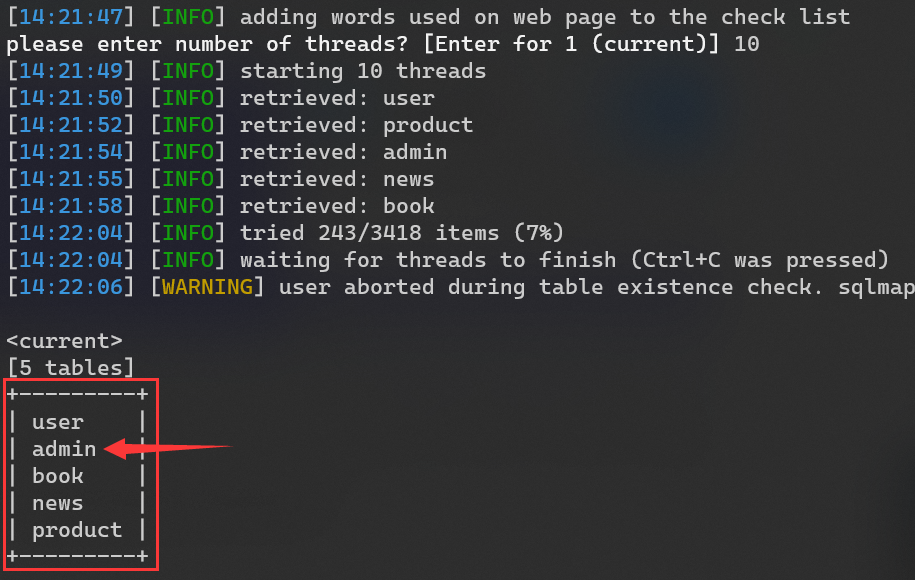 [14:21:47] [INFO] adding words used on web page to the check list
please enter number of threads? [Enter for 1 (current)] 10
[14:21:49] [INFO] starting 10 threads
[14:21:50] [INFO] retrieved: user
[14:21:52] [INFO] retrieved: product
[14:21:54] [INFO] retrieved: admin
[14:21:55] [INFO] retrieved: news
[14:21:58] [INFO] retrieved: book
[14:22:04] [INFO] tried 243/3418 items (7%)
[14:22:04] [INFO] waiting for threads to finish (Ctrl+C was pressed)
[14:22:06] [WARNING] user aborted during table existence check. sqlmap
<current>
[5 tables]
+---------+
| user    |
| admin   |
| book    |
| news    |
| product |
+---------+